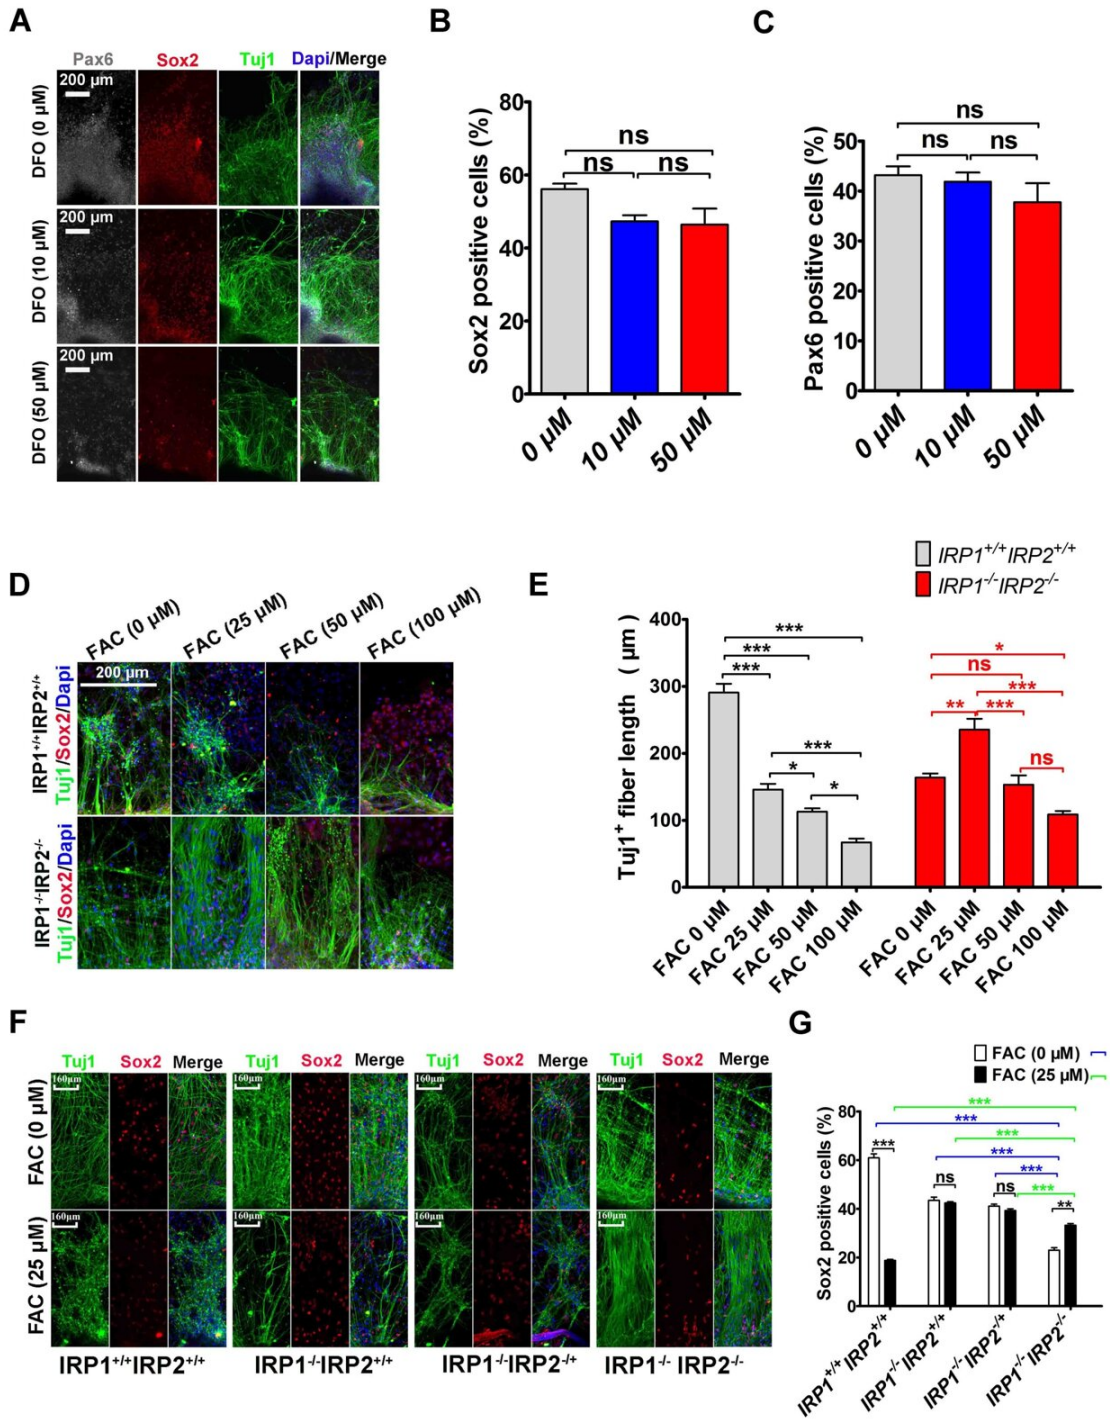 A
Pax6 Sox2 Tuj1 Dapi/Merge
DFO (0 µM)
200 µm
DFO (10 µM)
200 µm
DFO (50 µM)
200 µm
B
Sox2 positive cells (%)
80
60
40
20
0
ns
ns ns
0 µM 10 µM 50 µM
C
Pax6 positive cells (%)
50
40
30
20
10
0
ns
ns ns
0 µM 10 µM 50 µM
D
FAC (0 µM) FAC (25 µM) FAC (50 µM) FAC (100 µM)
200 µm
IRP1+/+IRP2+/+
Tuj1/Sox2/Dapi
IRP1-/-IRP2-/-
Tuj1/Sox2/Dapi
E
IRP1+/+IRP2+/+
IRP1-/-IRP2-/-
Tuj1+ fiber length ( µm)
400
300
200
100
0
***
***
***
***
*
*
*
ns
***
** ***
ns
FAC 0 µM FAC 25 µM FAC 50 µM FAC 100 µM FAC 0 µM FAC 25 µM FAC 50 µM FAC 100 µM
F
Tuj1 Sox2 Merge Tuj1 Sox2 Merge Tuj1 Sox2 Merge Tuj1 Sox2 Merge
FAC (0 µM)
160µm 160µm 160µm 160µm
FAC (25 µM)
160µm 160µm 160µm 160µm
IRP1+/+IRP2+/+ IRP1-/-IRP2+/+ IRP1-/-IRP2-/+ IRP1-/- IRP2-/-
G
FAC (0 µM)
FAC (25 µM)
Sox2 positive cells (%)
80
60
40
20
0
***
***
***
***
*** ***
ns ns ***
**
IRP1+/+IRP2+/+ IRP1-/-IRP2+/+ IRP1-/-IRP2-/+ IRP1-/-IRP2-/-